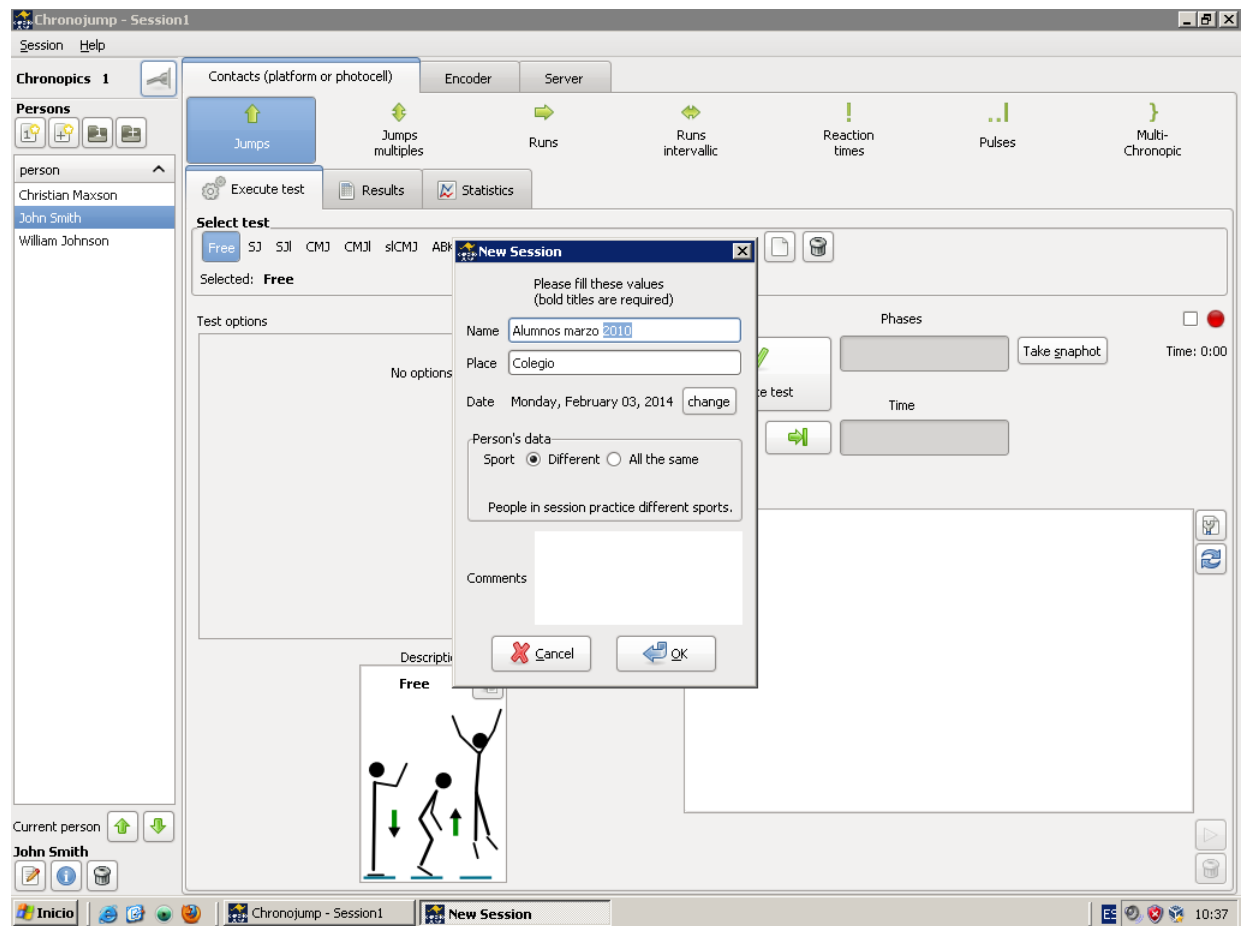 Chronojump - Session1
Session Help
Chronopics 1
Contacts (platform or photocell) Encoder Server
Persons
Jumps
Jumps multiples
Runs
Runs intervallic
Reaction times
Pulses
Multi-Chronopic
person
Christian Maxson
John Smith
William Johnson
Execute test Results Statistics
Select test
Free SJ SJl CMJ CMJl slCMJ
Selected: Free
Test options
No options
New Session
Please fill these values
(bold titles are required)
Name Alumnos marzo 2010
Place Colegio
Date Monday, February 03, 2014 change
Person's data
Sport Different All the same
People in session practice different sports.
Comments
Cancel OK
Phases
Take snaphot Time: 0:00
test
Time
Free
Current person
John Smith
Inicio Chronojump - Session1 New Session ES 10:37